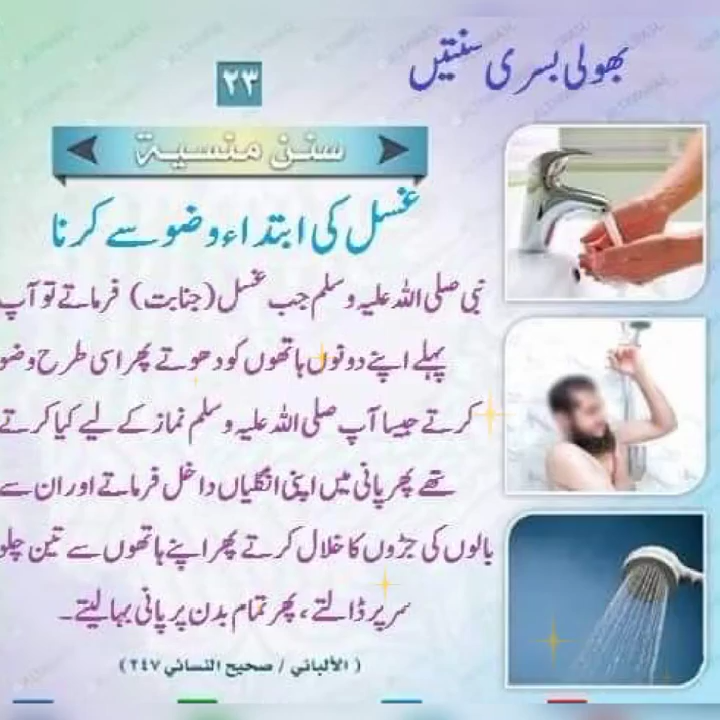 بھولی بسری سنتیں
۲۳
سنن منسية
غسل کی ابتداء وضو سے کرنا
نبی صلی اللہ علیہ وسلم جب غسل (جنابت) فرماتے تو آپ
پہلے اپنے دونوں ہاتھوں کو دھوتے پھر اسی طرح وضو
کرتے جیسا آپ صلی اللہ علیہ وسلم نماز کے لیے کیا کرتے
تھے پھر پانی میں اپنی انگلیاں داخل فرماتے اور ان سے
بالوں کی جڑوں کا خلال کرتے پھر اپنے ہاتھوں سے تین چلو
سر پر ڈالتے، پھر تمام بدن پر پانی بہا لیتے۔
(الألباني / صحيح النسائي ٢٤٧)